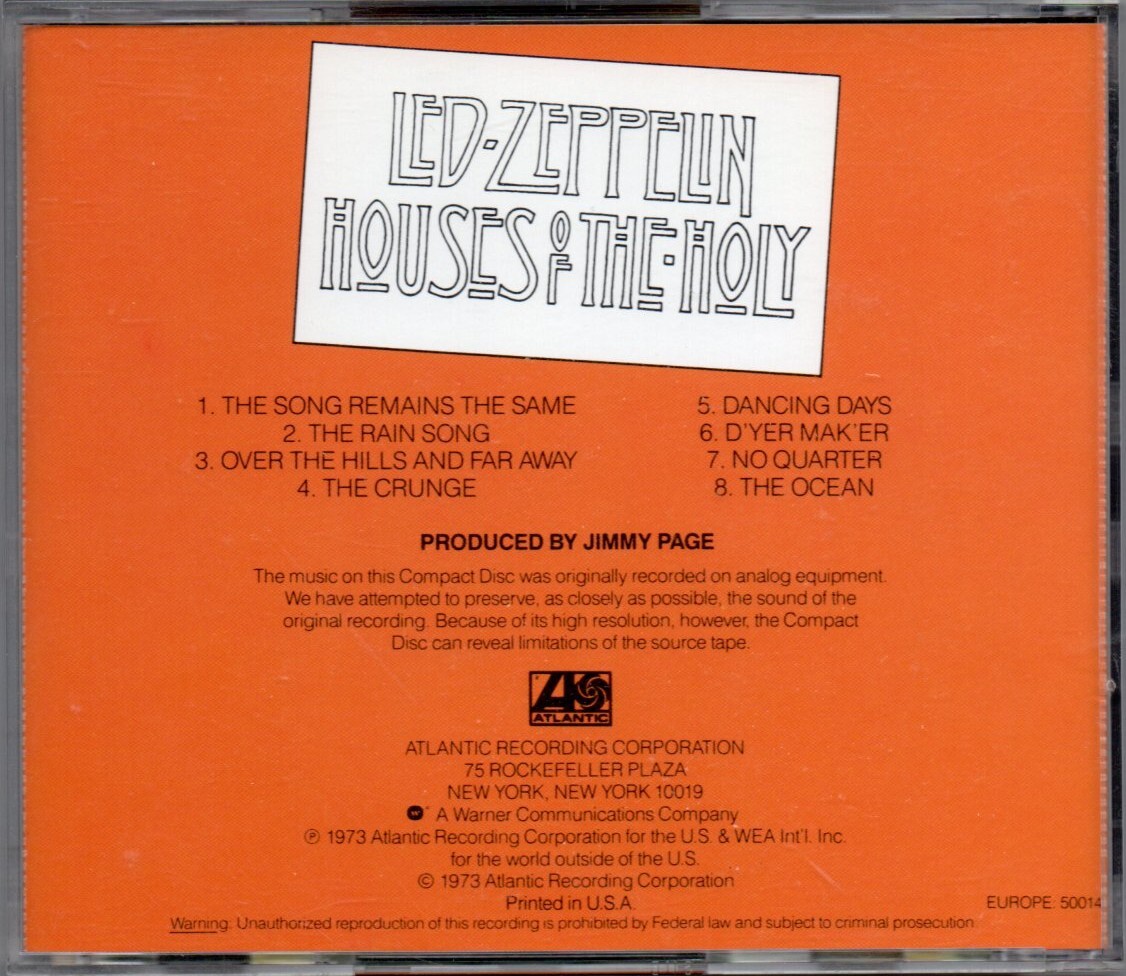 LED·ZEPPELIN
HOUSES OF THE·HOLY
1. THE SONG REMAINS THE SAME
2. THE RAIN SONG
3. OVER THE HILLS AND FAR AWAY
4. THE CRUNGE
5. DANCING DAYS
6. D'YER MAK'ER
7. NO QUARTER
8. THE OCEAN
PRODUCED BY JIMMY PAGE
The music on this Compact Disc was originally recorded on analog equipment.
We have attempted to preserve, as closely as possible, the sound of the
original recording. Because of its high resolution, however, the Compact
Disc can reveal limitations of the source tape.
ATLANTIC
ATLANTIC RECORDING CORPORATION
75 ROCKEFELLER PLAZA
NEW YORK, NEW YORK 10019
A Warner Communications Company
℗ 1973 Atlantic Recording Corporation for the U.S. & WEA Int'l. Inc.
for the world outside of the U.S.
© 1973 Atlantic Recording Corporation
Printed in U.S.A.
EUROPE: 50014
Warning: Unauthorized reproduction of this recording is prohibited by Federal law and subject to criminal prosecution.